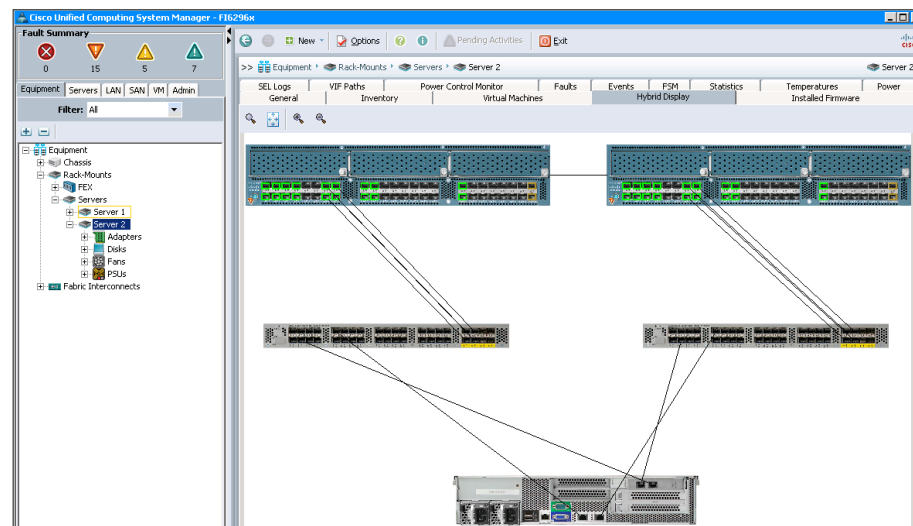 Cisco Unified Computing System Manager - FI6296x
Fault Summary
0 15 5 7
Equipment Servers LAN SAN VM Admin
Filter: All
Equipment
Chassis
Rack-Mounts
FEX
Servers
Server 1
Server 2
Adapters
Disks
Fans
PSUs
Fabric Interconnects
New Options Pending Activities Exit
>> Equipment Rack-Mounts Servers Server 2 Server 2
SEL Logs VIF Paths Power Control Monitor Faults Events FSM Statistics Temperatures Power
General Inventory Virtual Machines Hybrid Display Installed Firmware